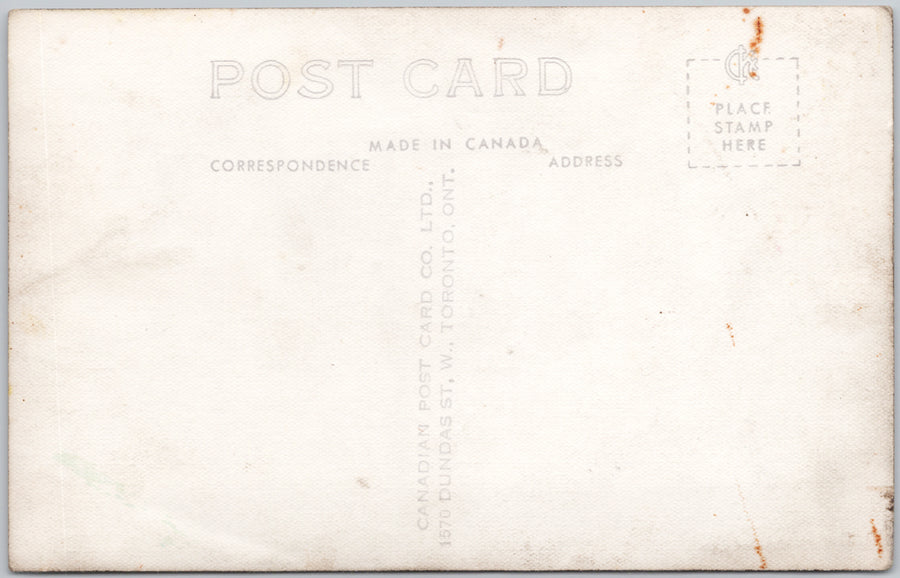 POST CARD
PLACE
STAMP
HERE
MADE IN CANADA
CORRESPONDENCE
ADDRESS
CANADIAN POST CARD CO. LTD.,
1570 DUNDAS ST, W., TORONTO, ONT.